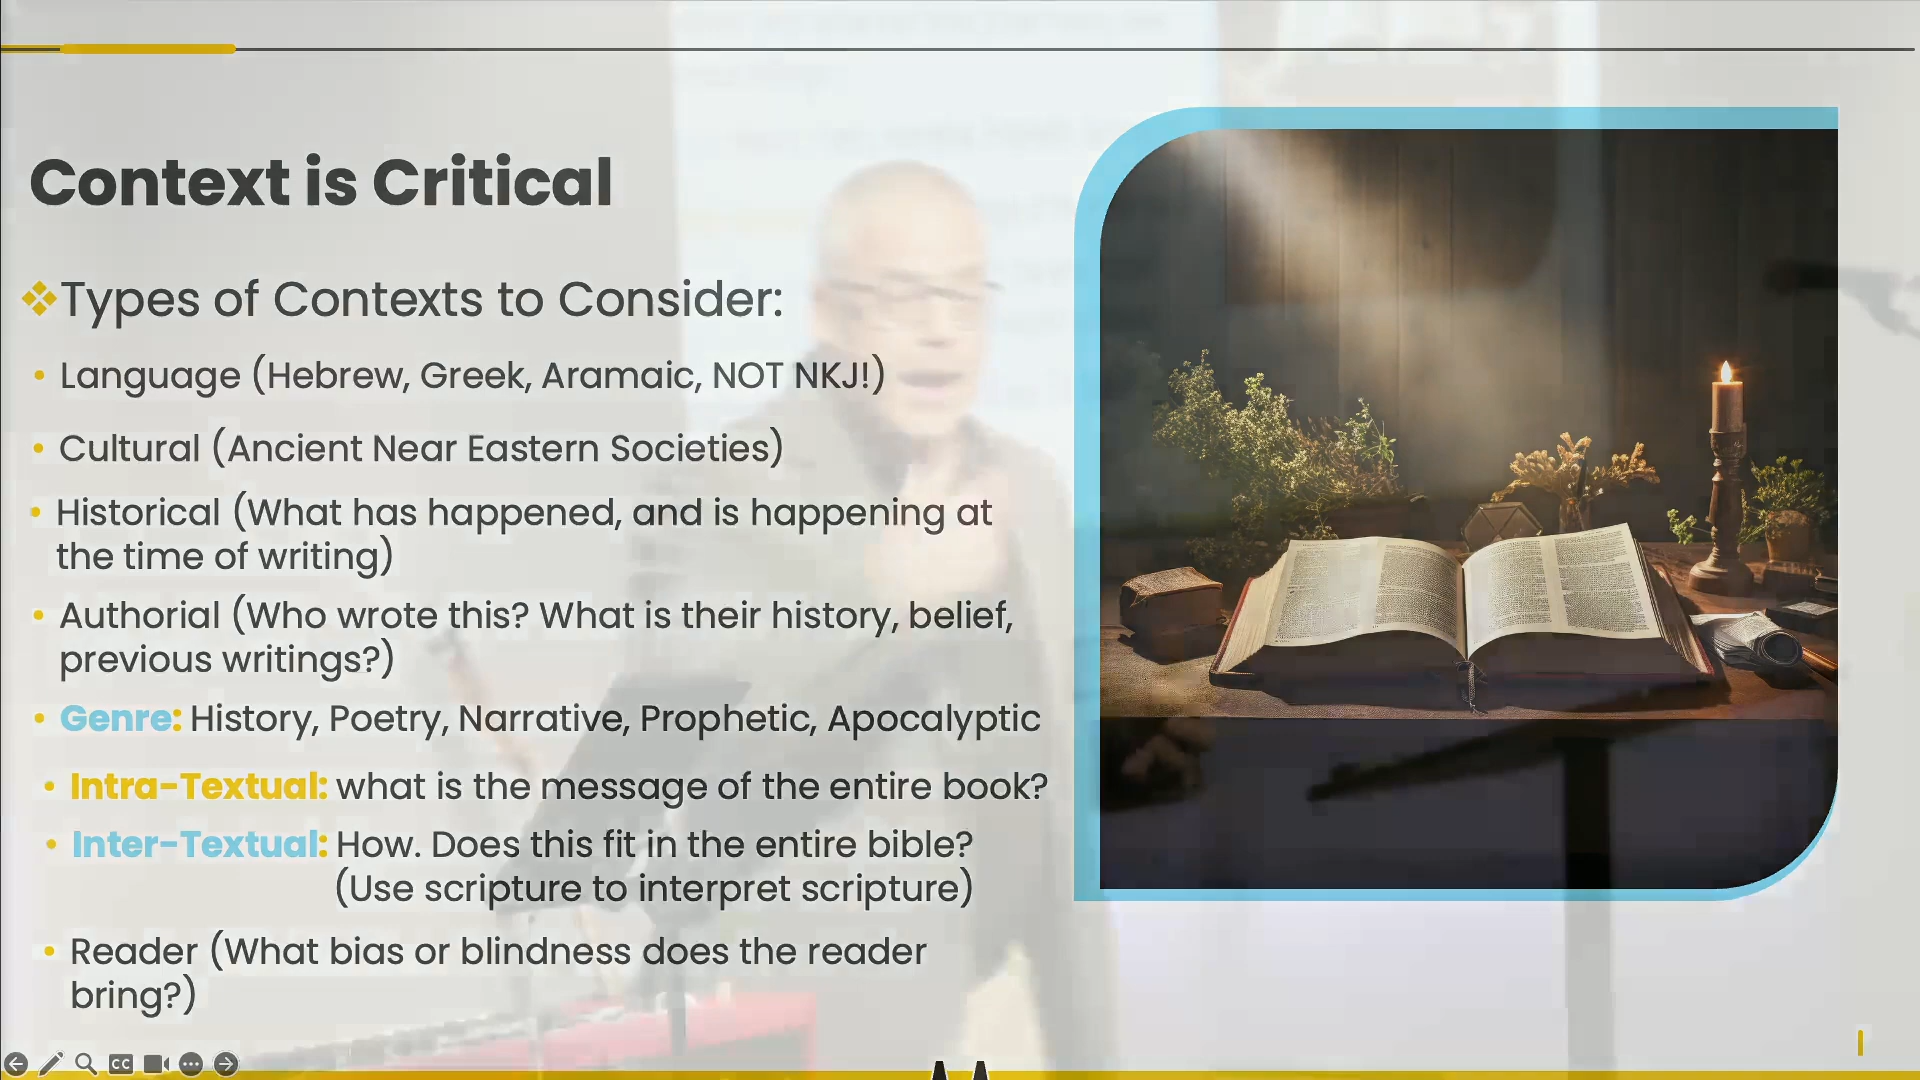 Context is Critical
❖Types of Contexts to Consider:
• Language (Hebrew, Greek, Aramaic, NOT NKJ!)
• Cultural (Ancient Near Eastern Societies)
• Historical (What has happened, and is happening at
the time of writing)
• Authorial (Who wrote this? What is their history, belief,
previous writings?)
• Genre: History, Poetry, Narrative, Prophetic, Apocalyptic
• Intra-Textual: what is the message of the entire book?
• Inter-Textual: How. Does this fit in the entire bible?
(Use scripture to interpret scripture)
• Reader (What bias or blindness does the reader
bring?)
CC